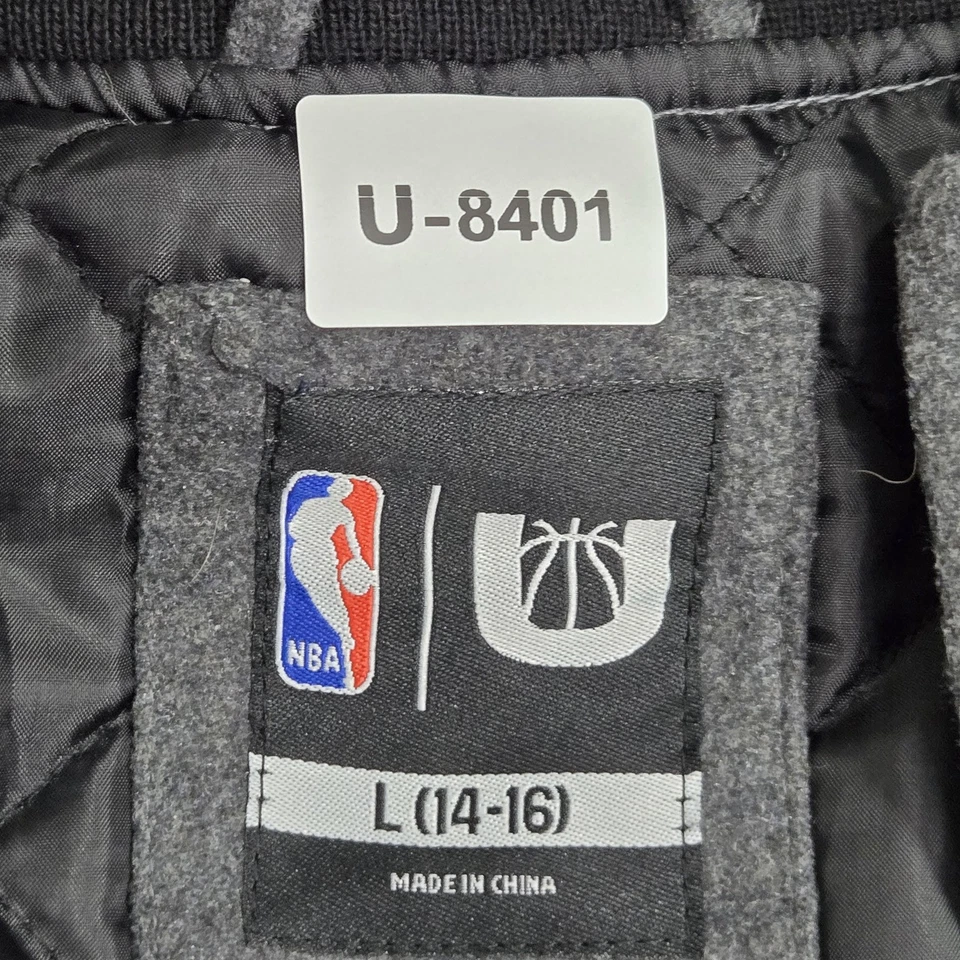 U-8401
NBA
L (14-16)
MADE IN CHINA